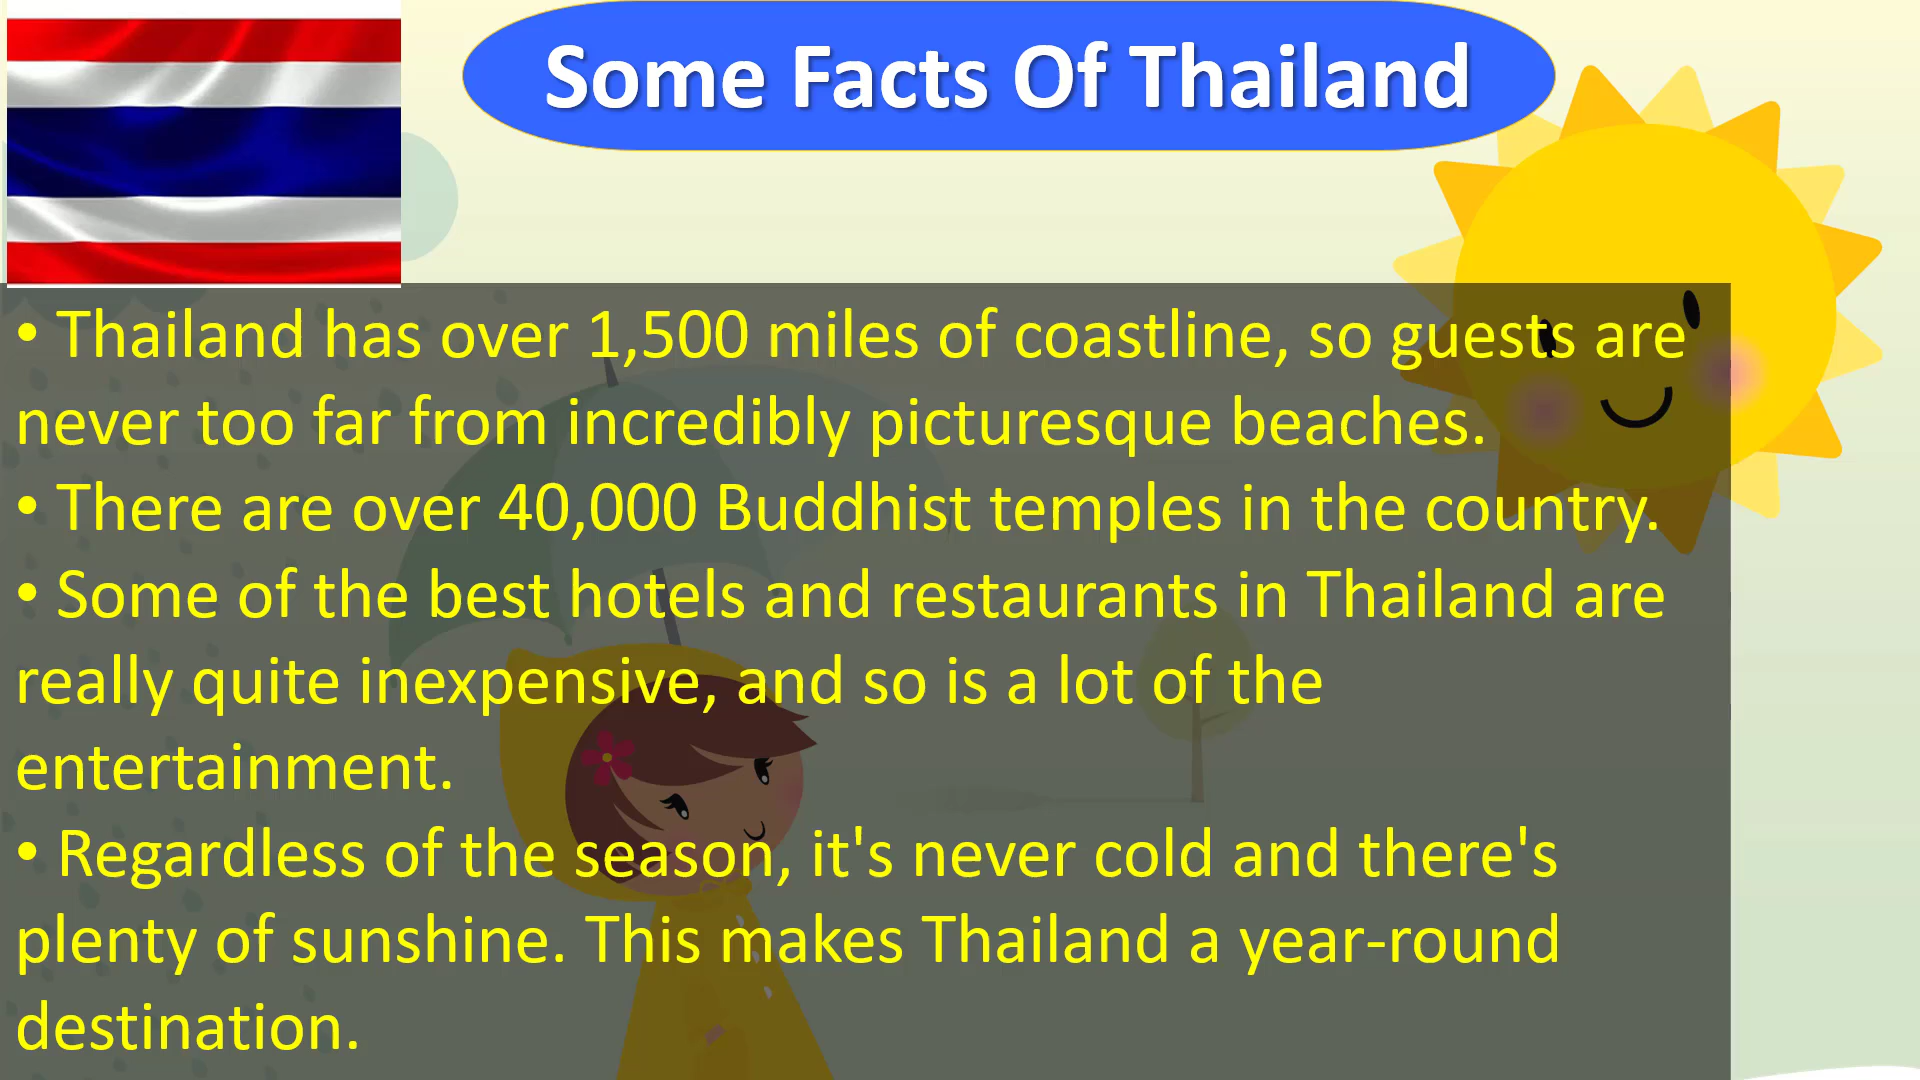 Some Facts Of Thailand
• Thailand has over 1,500 miles of coastline, so guests are
never too far from incredibly picturesque beaches.
• There are over 40,000 Buddhist temples in the country.
• Some of the best hotels and restaurants in Thailand are
really quite inexpensive, and so is a lot of the
entertainment.
• Regardless of the season, it's never cold and there's
plenty of sunshine. This makes Thailand a year-round
destination.